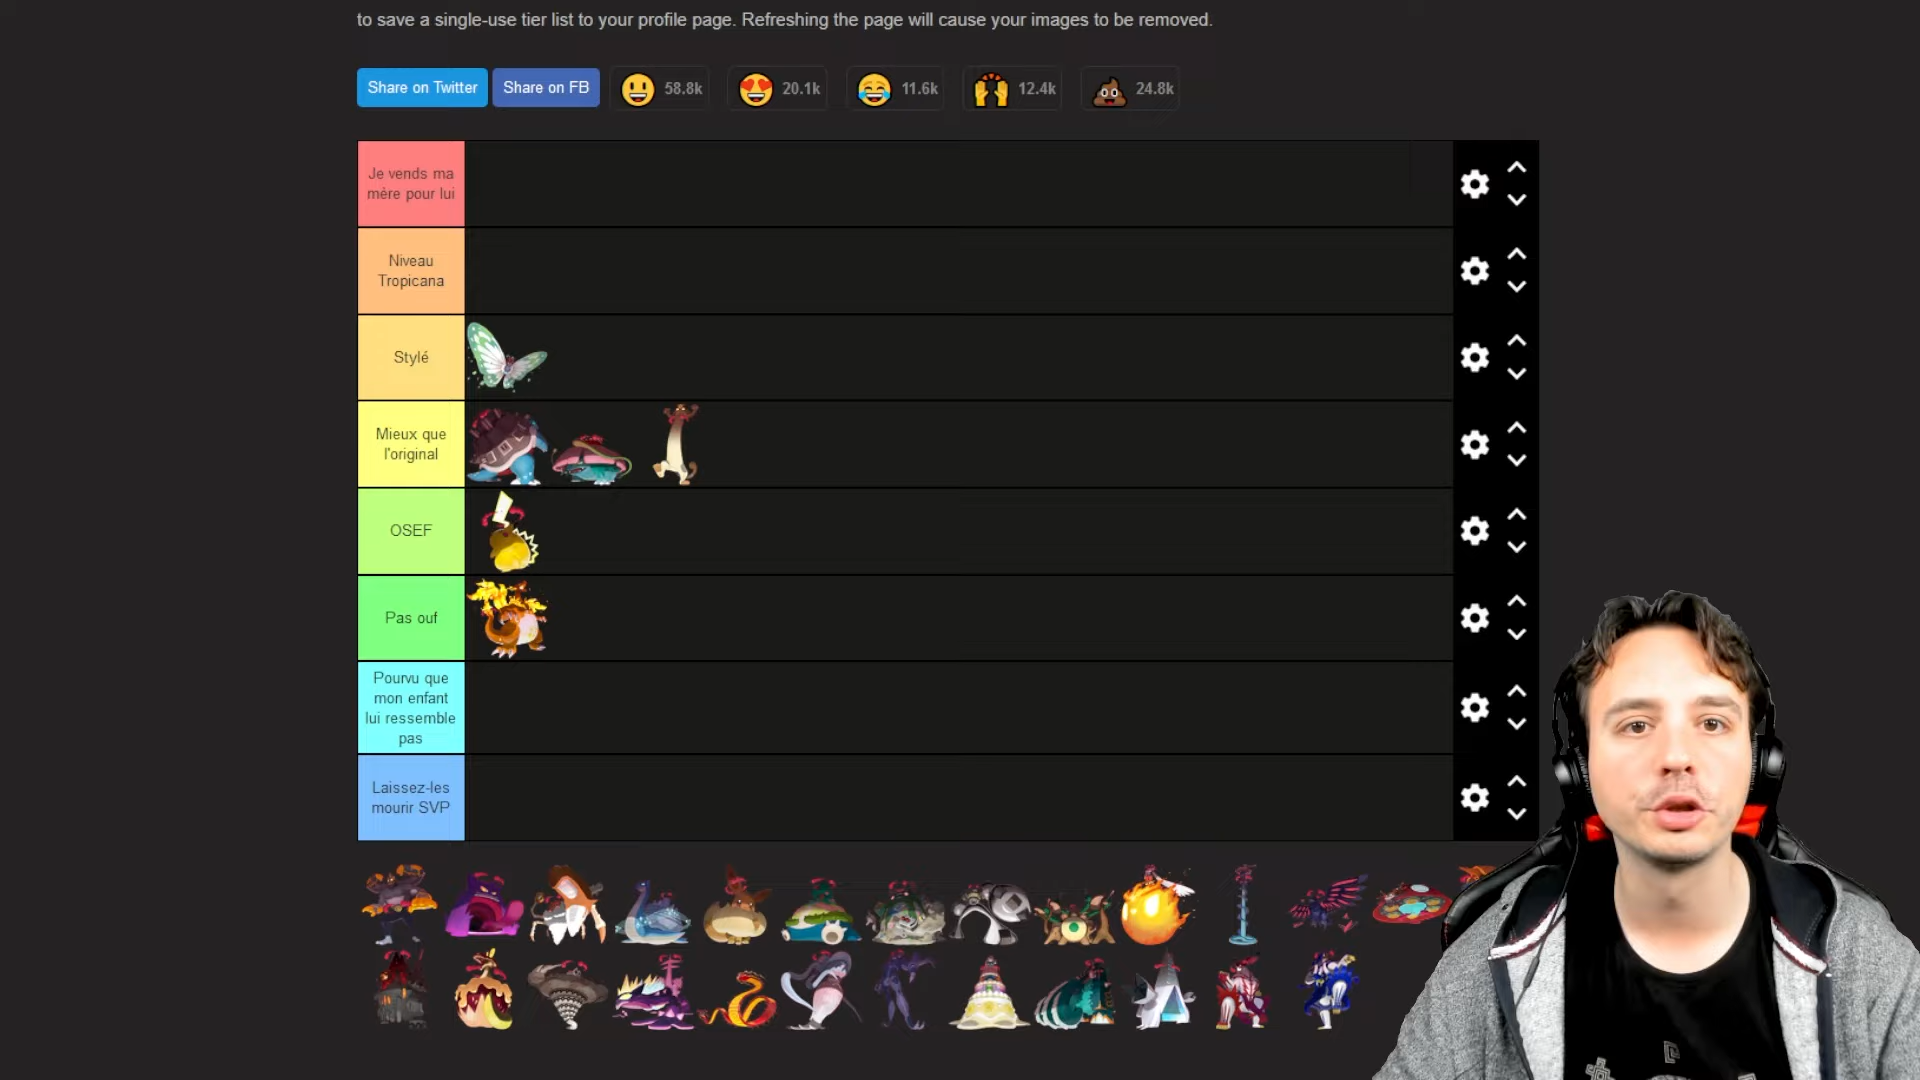 to save a single-use tier list to your profile page. Refreshing the page will cause your images to be removed.
Share on Twitter
Share on FB
58.8k
20.1k
11.6k
12.4k
24.8k
Je vends ma
mère pour lui
Niveau
Tropicana
Stylé
Mieux que
l'original
OSEF
Pas ouf
Pourvu que
mon enfant
lui ressemble
pas
Laissez-les
mourir SVP